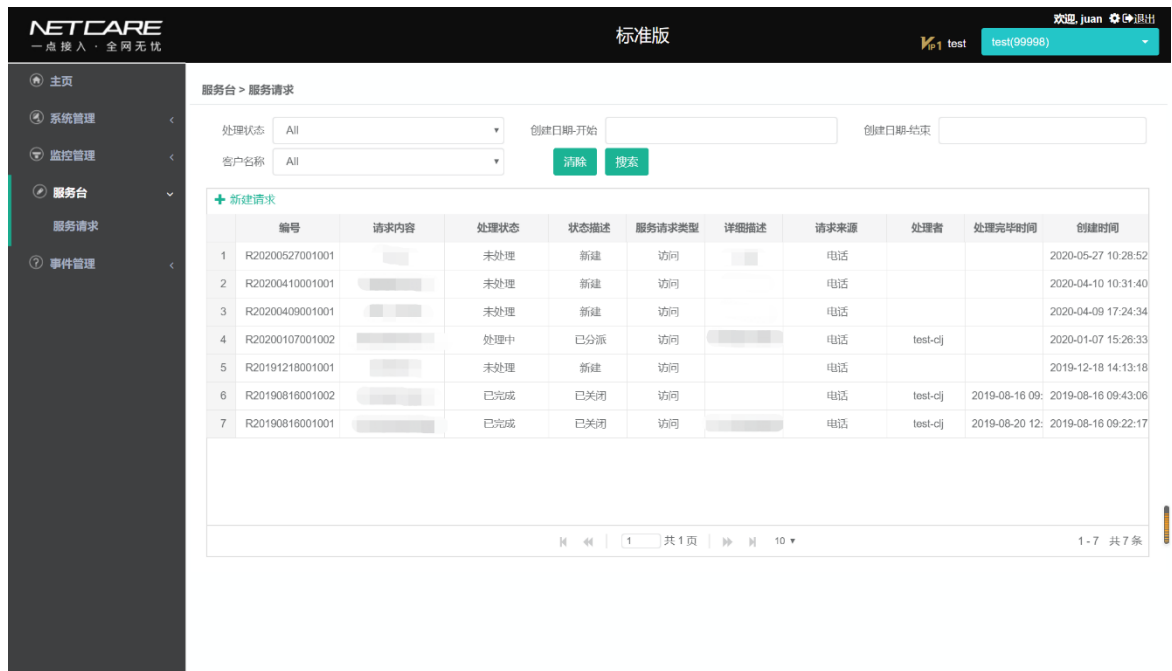 NETCARE
一点接入 · 全网无忧
标准版
欢迎, juan 退出
VIP1 test test(99998)
主页
系统管理
监控管理
服务台
服务请求
事件管理
服务台 > 服务请求
处理状态 All 创建日期-开始 创建日期-结束
客户名称 All 清除 搜索
新建请求
编号 请求内容 处理状态 状态描述 服务请求类型 详细描述 请求来源 处理者 处理完毕时间 创建时间
1 R20200527001001 未处理 新建 访问 电话 2020-05-27 10:28:52
2 R20200410001001 未处理 新建 访问 电话 2020-04-10 10:31:40
3 R20200409001001 未处理 新建 访问 电话 2020-04-09 17:24:34
4 R20200107001002 处理中 已分派 访问 电话 test-clj 2020-01-07 15:26:33
5 R20191218001001 未处理 新建 访问 电话 2019-12-18 14:13:18
6 R20190816001002 已完成 已关闭 访问 电话 test-clj 2019-08-16 09: 2019-08-16 09:43:06
7 R20190816001001 已完成 已关闭 访问 电话 test-clj 2019-08-20 12: 2019-08-16 09:22:17
1 共 1 页 10 1 - 7 共 7 条